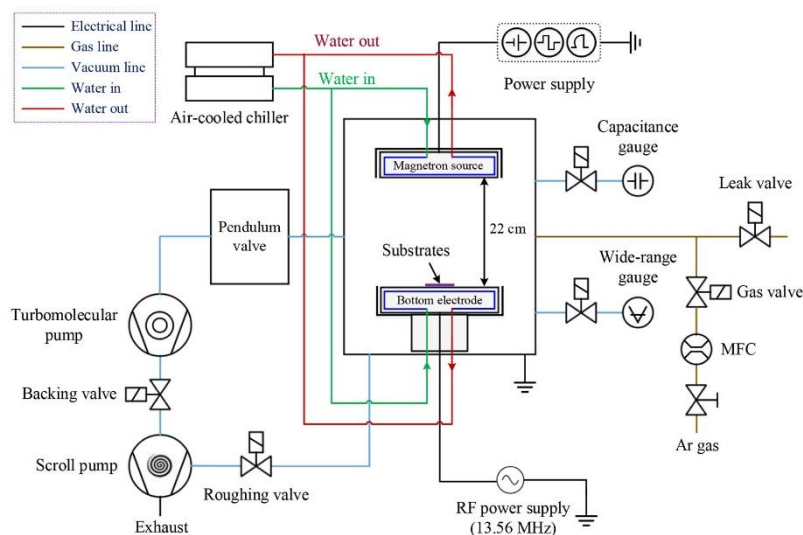 Electrical line
Gas line
Vacuum line
Water in
Water out
Water out
Water in
Air-cooled chiller
Power supply
Capacitance
gauge
Magnetron source
Leak valve
Pendulum
valve
22 cm
Substrates
Wide-range
gauge
Bottom electrode
Gas valve
Turbomolecular
pump
MFC
Backing valve
Ar gas
Scroll pump
Roughing valve
RF power supply
(13.56 MHz)
Exhaust